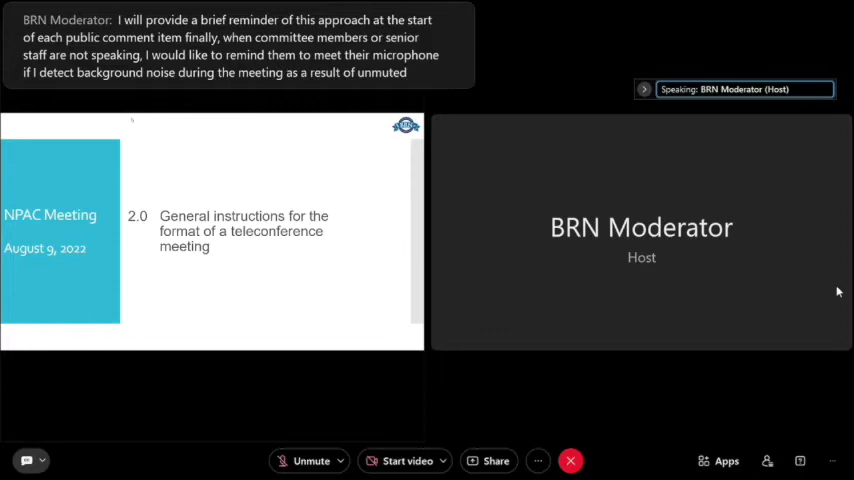 BRN Moderator: I will provide a brief reminder of this approach at the start
of each public comment item finally, when committee members or senior
staff are not speaking, I would like to remind them to meet their microphone
if I detect background noise during the meeting as a result of unmuted
Speaking: BRN Moderator (Host)
NPAC Meeting
August 9, 2022
2.0 General instructions for the
format of a teleconference
meeting
BRN Moderator
Host
Unmute
Start video
Share
Apps